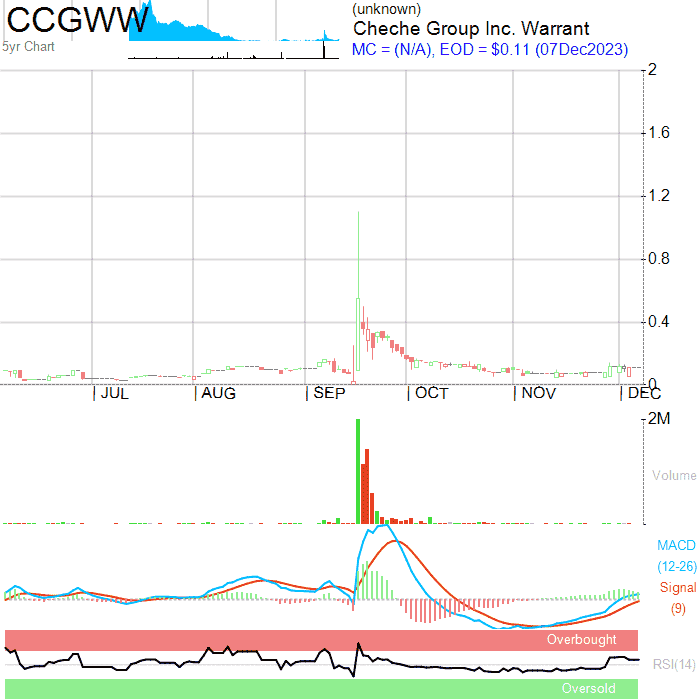 CCGWW
(unknown)
Cheche Group Inc. Warrant
5yr Chart
MC = (N/A), EOD = $0.11 (07Dec2023)
2
1.6
1.2
0.8
0.4
0
JUL
AUG
SEP
OCT
NOV
DEC
2M
Volume
MACD
(12-26)
Signal
(9)
Overbought
RSI(14)
Oversold